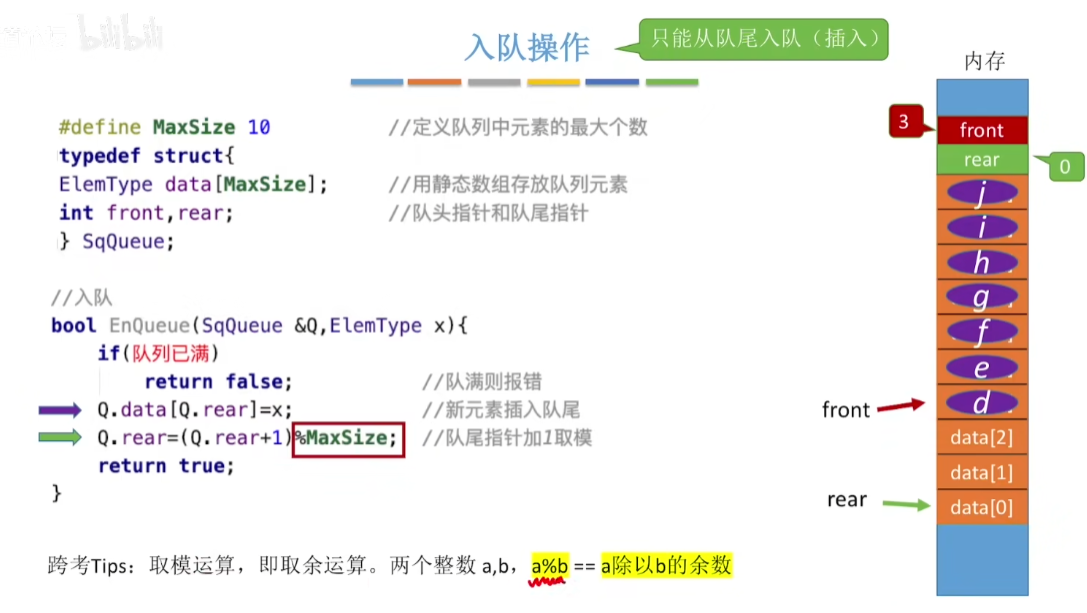 bilibili
入队操作
只能从队尾入队（插入）
#define MaxSize 10 //定义队列中元素的最大个数
typedef struct{
ElemType data[MaxSize]; //用静态数组存放队列元素
int front,rear; //队头指针和队尾指针
} SqQueue;
//入队
bool EnQueue(SqQueue &Q,ElemType x){
if(队列已满)
return false; //队满则报错
Q.data[Q.rear]=x; //新元素插入队尾
Q.rear=(Q.rear+1)%MaxSize; //队尾指针加1取模
return true;
}
跨考Tips：取模运算，即取余运算。两个整数 a,b，a%b == a除以b的余数
内存
3
front
rear
0
j
i
h
g
f
e
front
d
data[2]
data[1]
rear
data[0]